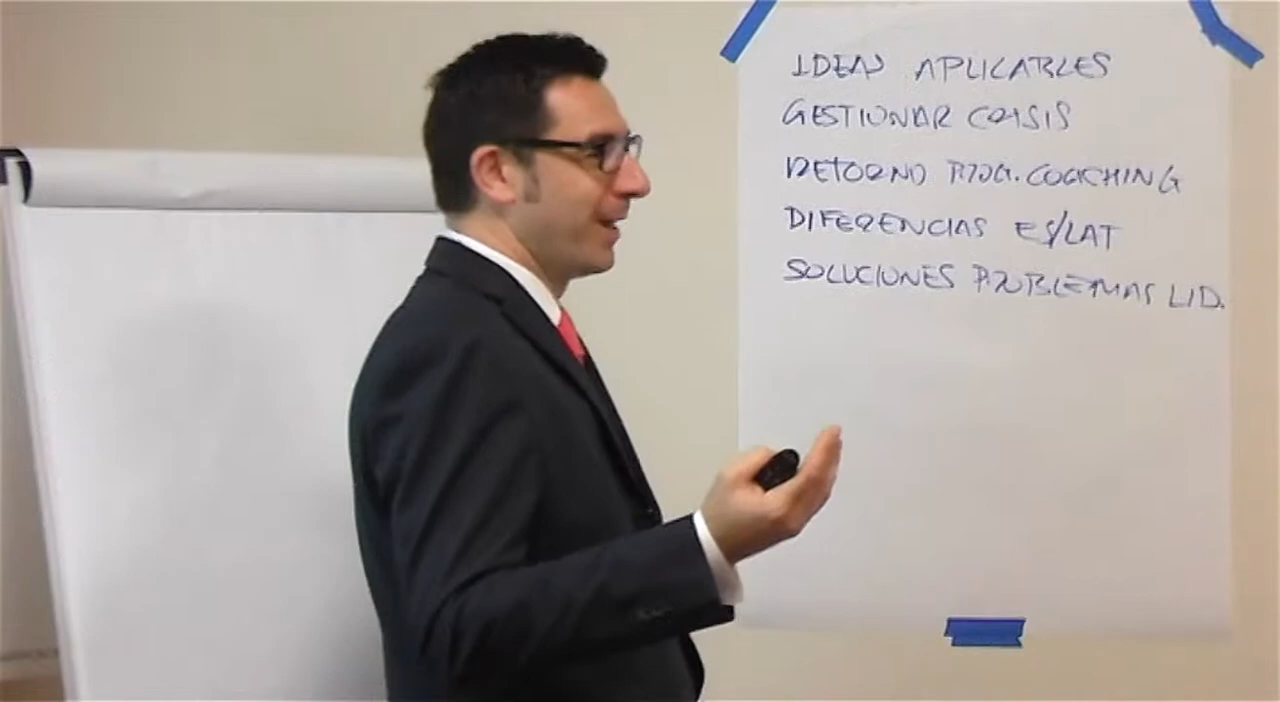 IDEAS APLICABLES
GESTIONAR CRISIS
RETORNO PROG. COACHING
DIFERENCIAS ES/LAT
SOLUCIONES PROBLEMAS LID.